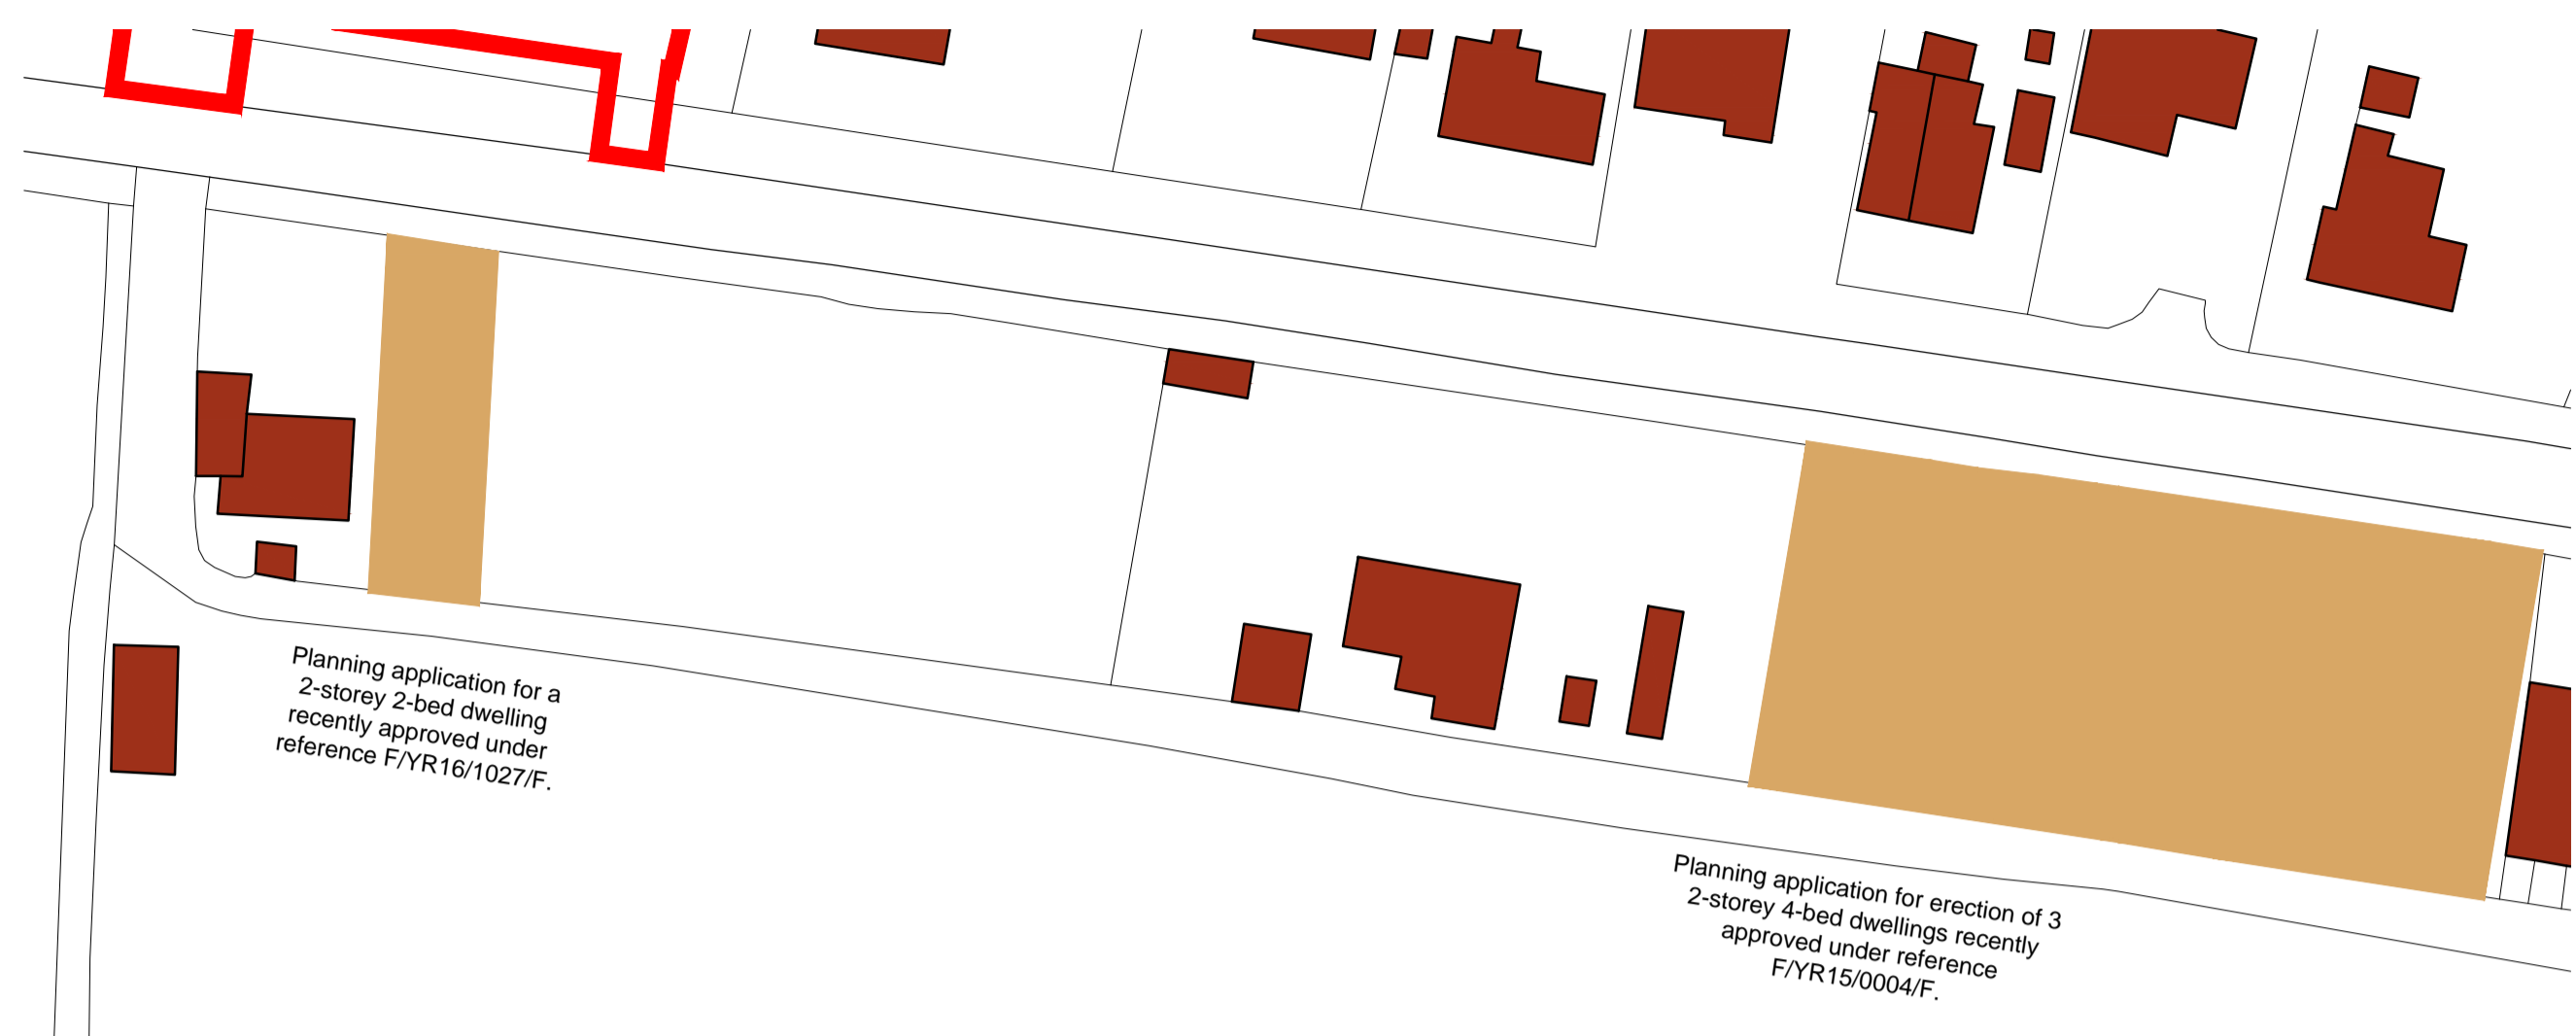 Planning application for a
2-storey 2-bed dwelling
recently approved under
reference F/YR16/1027/F.
Planning application for erection of 3
2-storey 4-bed dwellings recently
approved under reference
F/YR15/0004/F.